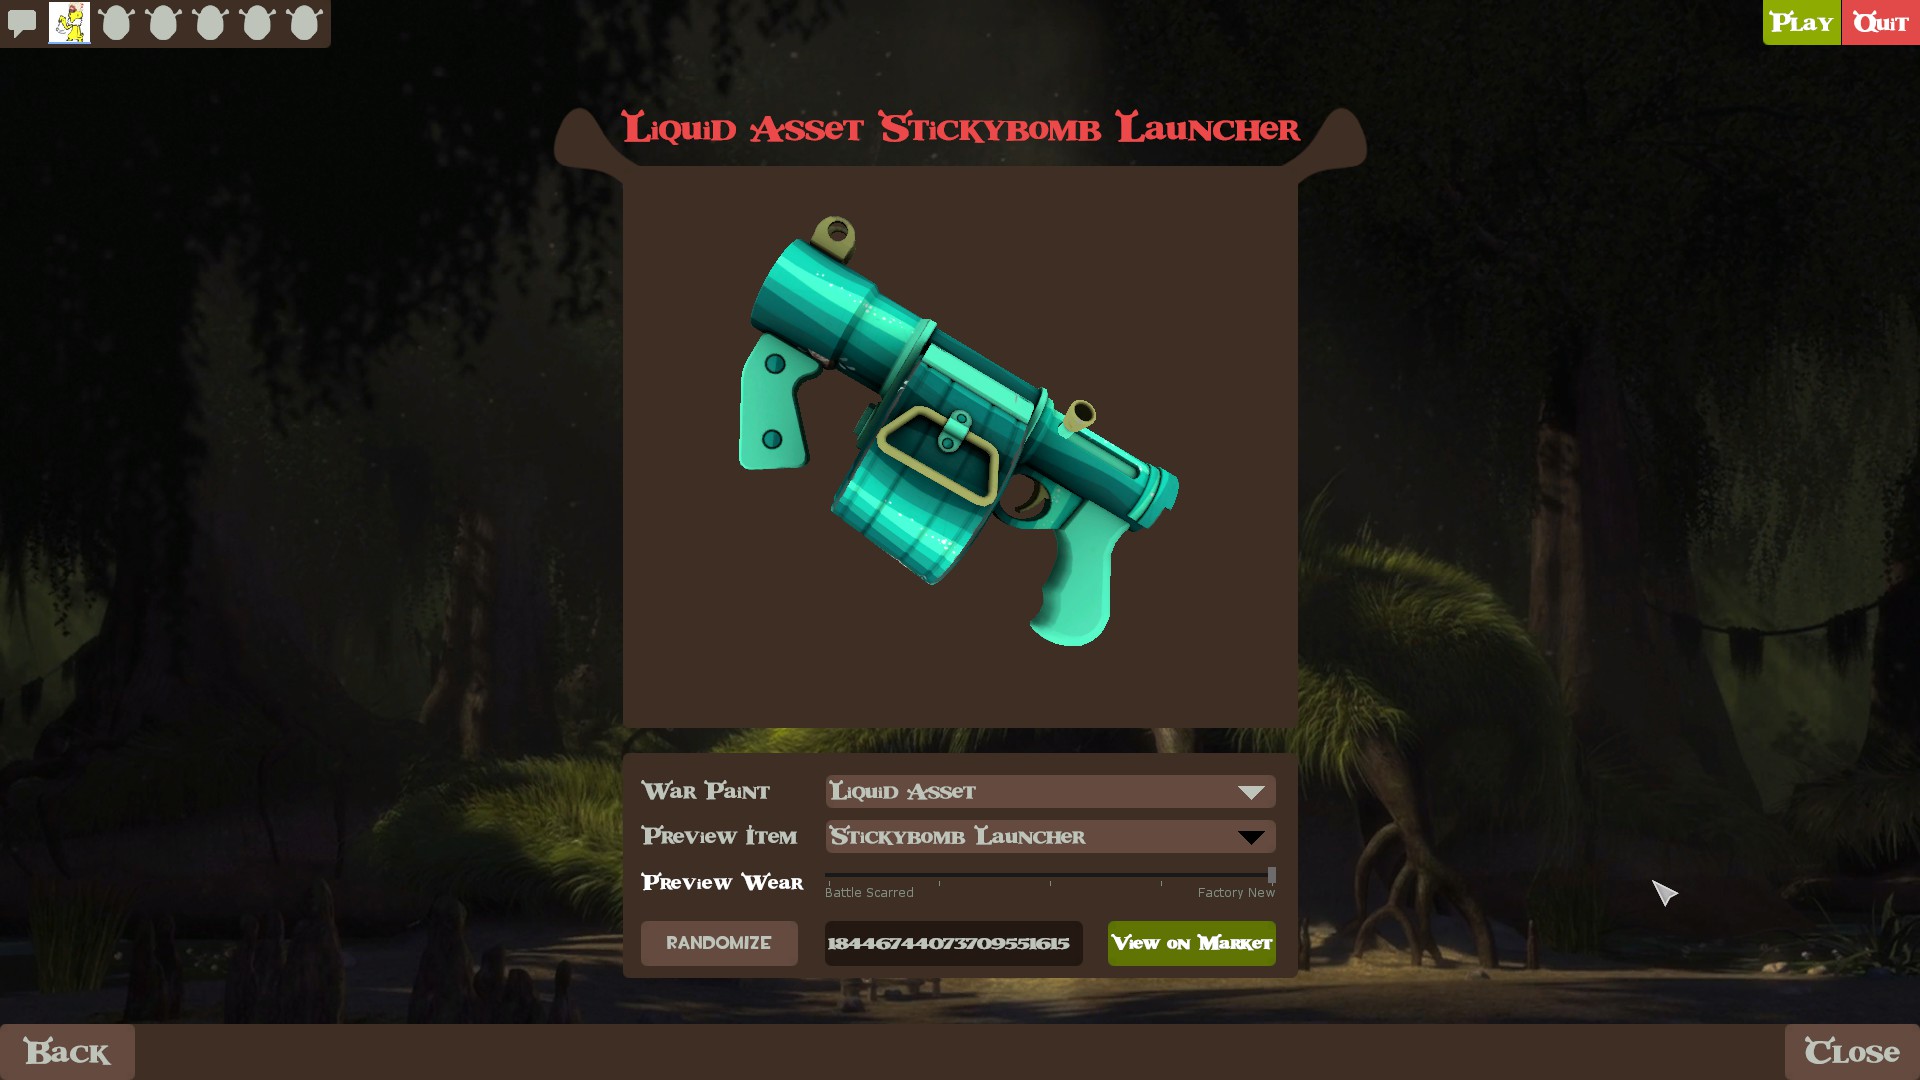 Play Quit
Liquid Asset Stickybomb Launcher
War Paint Liquid Asset
Preview Item Stickybomb Launcher
Preview Wear
Battle Scarred Factory New
RANDOMIZE 18446744073709551615 View on Market
Back Close